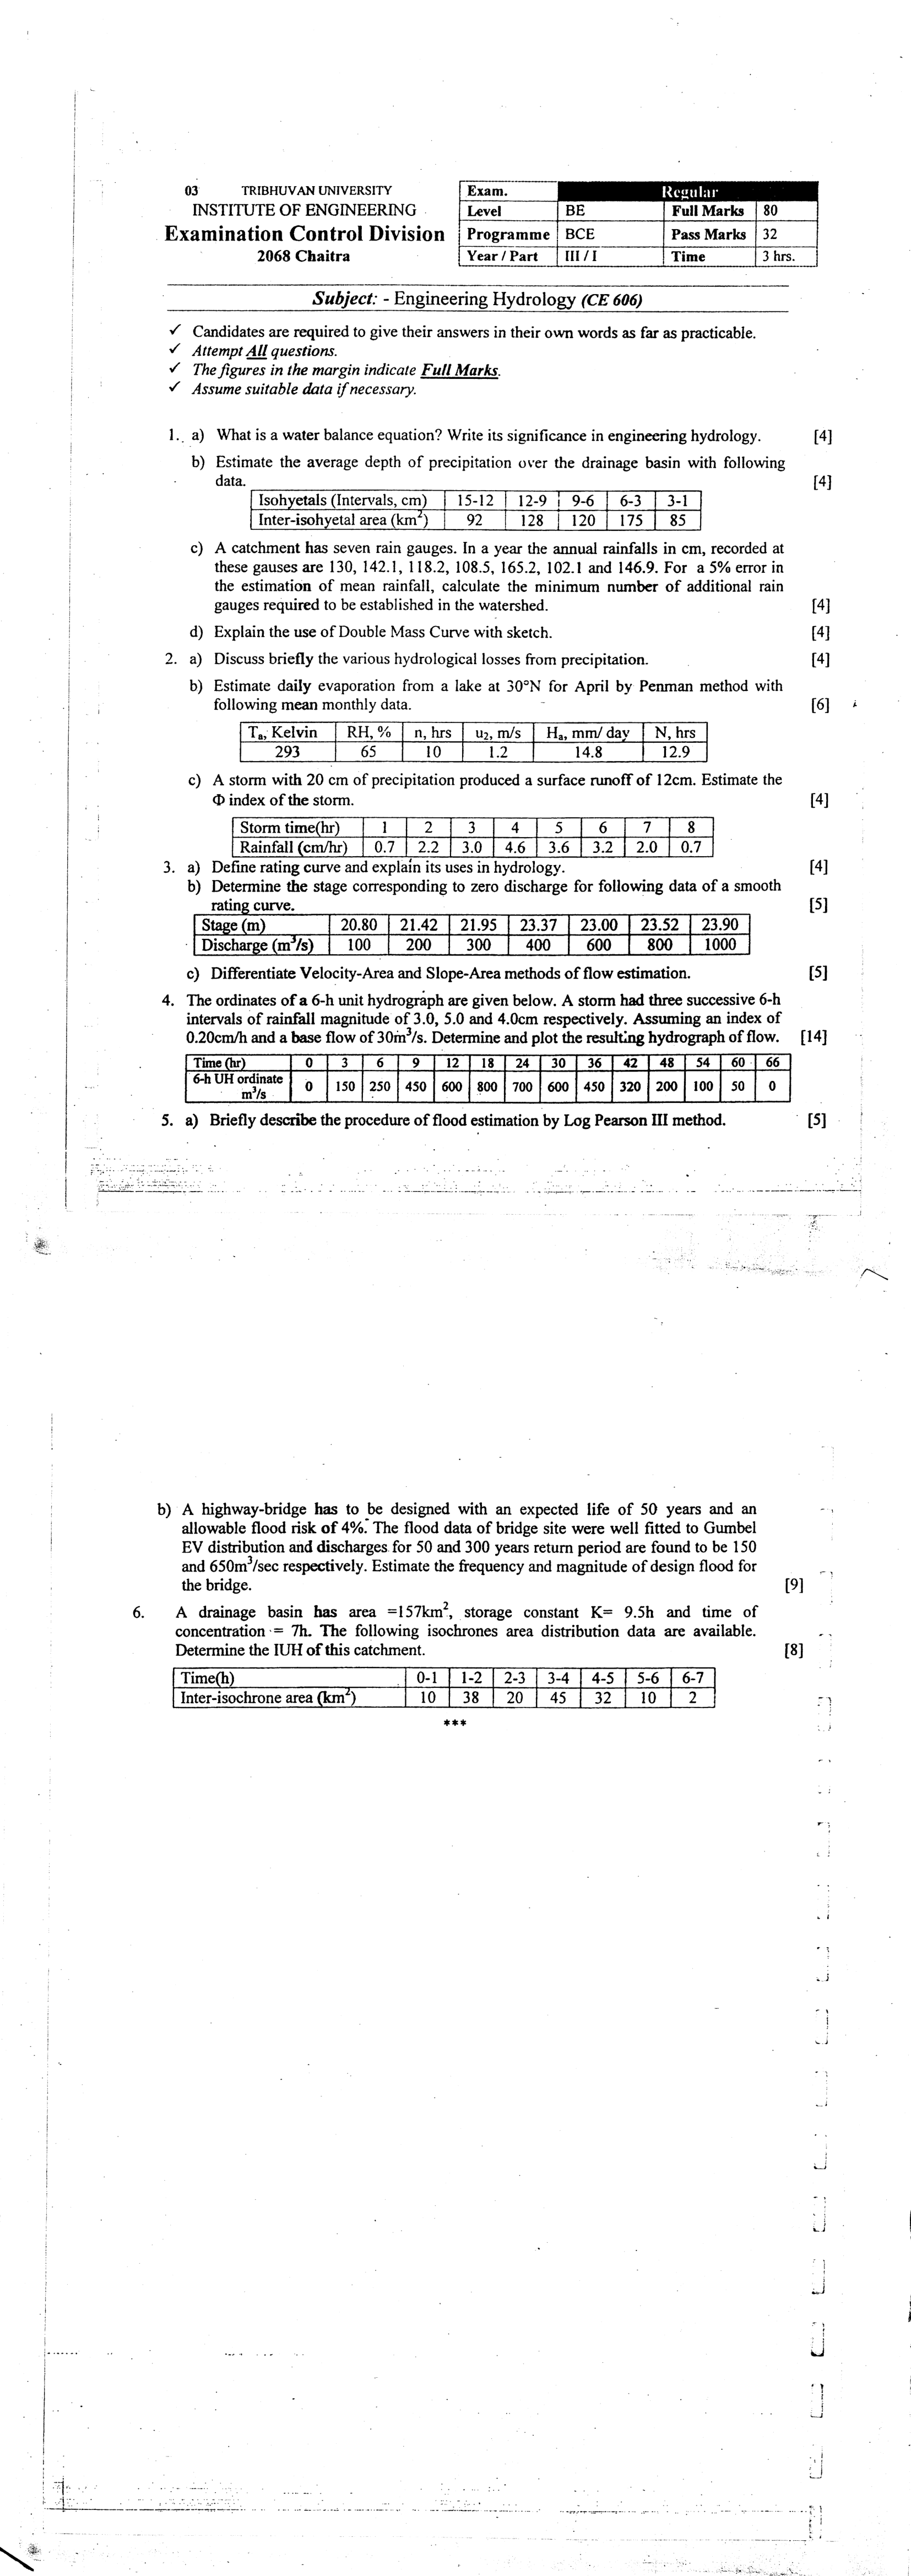 03 TRIBHUVAN UNIVERSITY
INSTITUTE OF ENGINEERING
Examination Control Division
2068 Chaitra
Exam. Regular
Level BE Full Marks 80
Programme BCE Pass Marks 32
Year / Part III / I Time 3 hrs.
Subject: - Engineering Hydrology (CE 606)
✓ Candidates are required to give their answers in their own words as far as practicable.
✓ Attempt All questions.
✓ The figures in the margin indicate Full Marks.
✓ Assume suitable data if necessary.
1. a) What is a water balance equation? Write its significance in engineering hydrology. [4]
b) Estimate the average depth of precipitation over the drainage basin with following
data. [4]
Isohyetals (Intervals, cm) 15-12 12-9 9-6 6-3 3-1
Inter-isohyetal area (km²) 92 128 120 175 85
c) A catchment has seven rain gauges. In a year the annual rainfalls in cm, recorded at
these gauses are 130, 142.1, 118.2, 108.5, 165.2, 102.1 and 146.9. For a 5% error in
the estimation of mean rainfall, calculate the minimum number of additional rain
gauges required to be established in the watershed. [4]
d) Explain the use of Double Mass Curve with sketch. [4]
2. a) Discuss briefly the various hydrological losses from precipitation. [4]
b) Estimate daily evaporation from a lake at 30°N for April by Penman method with
following mean monthly data. [6]
Ta, Kelvin RH, % n, hrs u₂, m/s Ha, mm/ day N, hrs
293 65 10 1.2 14.8 12.9
c) A storm with 20 cm of precipitation produced a surface runoff of 12cm. Estimate the
Φ index of the storm. [4]
Storm time(hr) 1 2 3 4 5 6 7 8
Rainfall (cm/hr) 0.7 2.2 3.0 4.6 3.6 3.2 2.0 0.7
3. a) Define rating curve and explain its uses in hydrology. [4]
b) Determine the stage corresponding to zero discharge for following data of a smooth
rating curve. [5]
Stage (m) 20.80 21.42 21.95 23.37 23.00 23.52 23.90
Discharge (m³/s) 100 200 300 400 600 800 1000
c) Differentiate Velocity-Area and Slope-Area methods of flow estimation. [5]
4. The ordinates of a 6-h unit hydrograph are given below. A storm had three successive 6-h
intervals of rainfall magnitude of 3.0, 5.0 and 4.0cm respectively. Assuming an index of
0.20cm/h and a base flow of 30m³/s. Determine and plot the resulting hydrograph of flow. [14]
Time (hr) 0 3 6 9 12 18 24 30 36 42 48 54 60 66
6-h UH ordinate m³/s 0 150 250 450 600 800 700 600 450 320 200 100 50 0
5. a) Briefly describe the procedure of flood estimation by Log Pearson III method. [5]
b) A highway-bridge has to be designed with an expected life of 50 years and an
allowable flood risk of 4%. The flood data of bridge site were well fitted to Gumbel
EV distribution and discharges for 50 and 300 years return period are found to be 150
and 650m³/sec respectively. Estimate the frequency and magnitude of design flood for
the bridge. [9]
6. A drainage basin has area =157km², storage constant K= 9.5h and time of
concentration = 7h. The following isochrones area distribution data are available.
Determine the IUH of this catchment. [8]
Time(h) 0-1 1-2 2-3 3-4 4-5 5-6 6-7
Inter-isochrone area (km²) 10 38 20 45 32 10 2
***